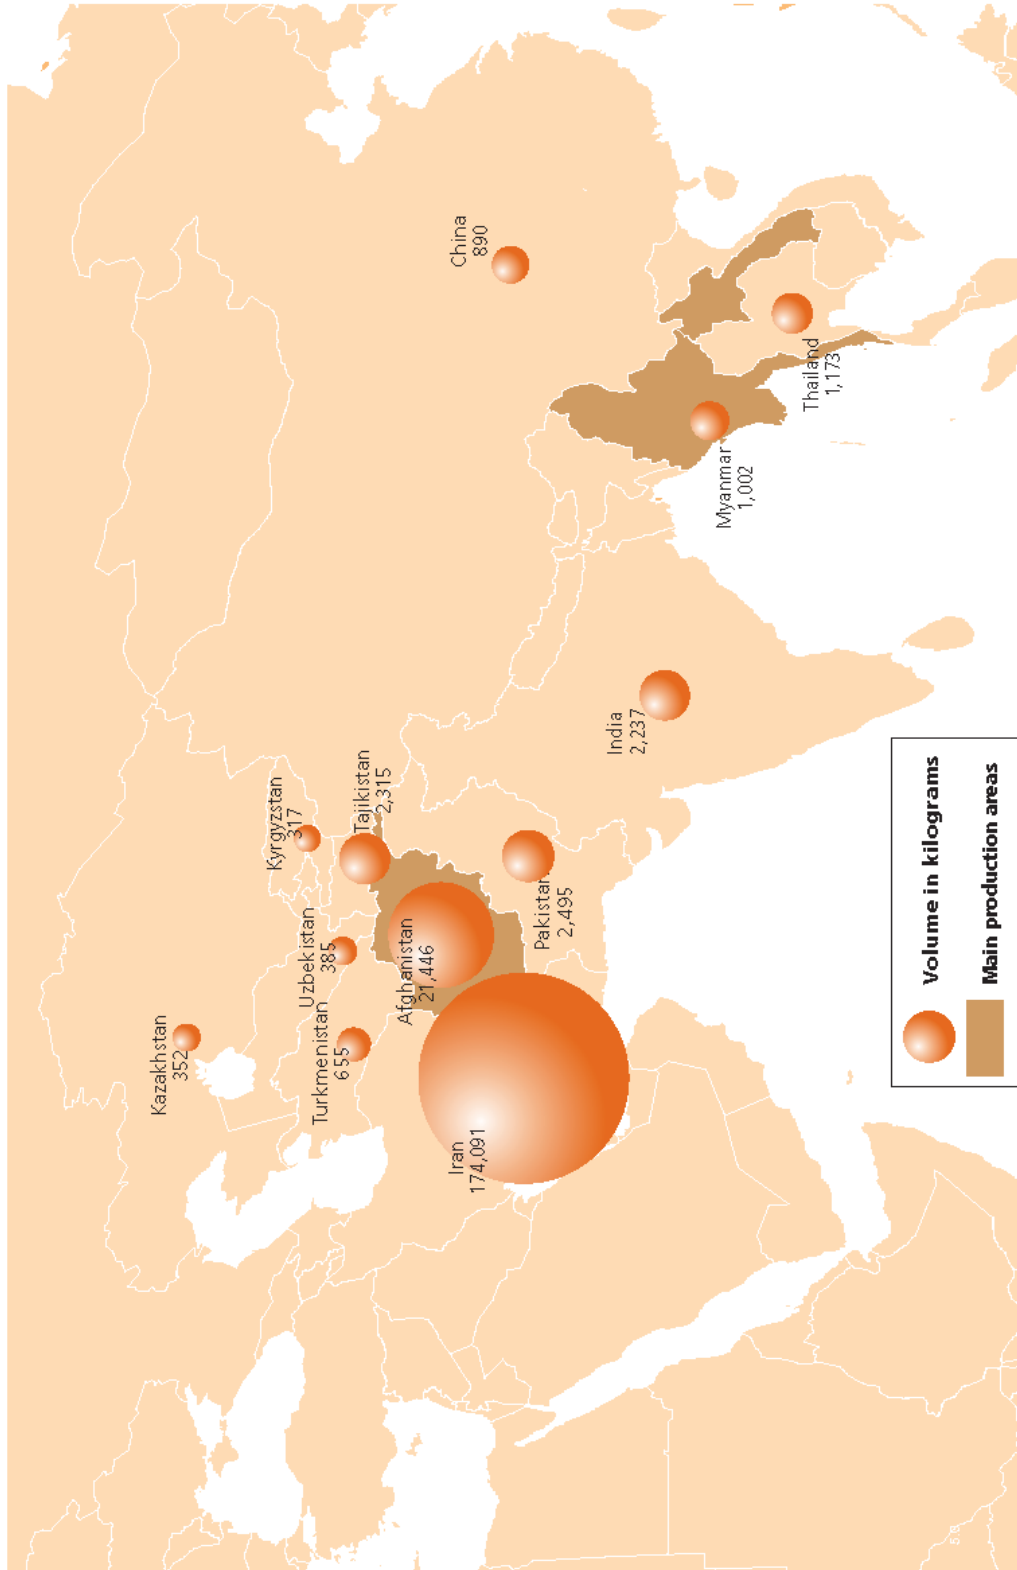 Kazakhstan
352
Kyrgyzstan
317
Uzbekistan
385
Turkmenistan
655
Tajikistan
2,315
Afghanistan
21,446
Iran
174,091
Pakistan
2,495
India
2,237
China
890
Myanmar
1,002
Thailand
1,173
Volume in kilograms
Main production areas